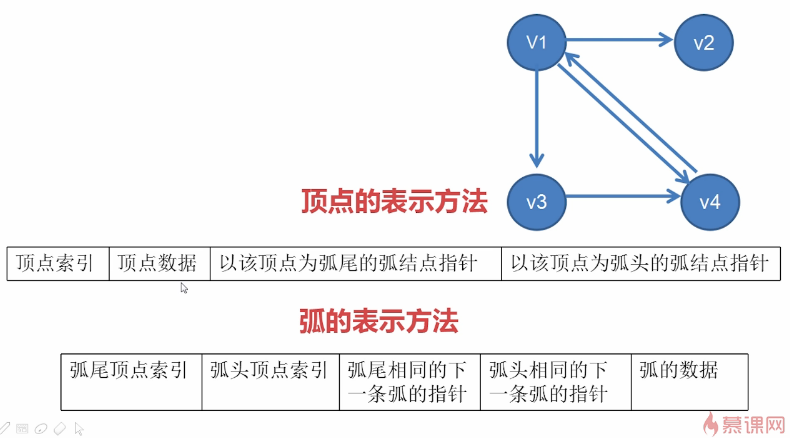 V1
v2
v3
v4
顶点的表示方法
顶点索引 顶点数据 以该顶点为弧尾的弧结点指针 以该顶点为弧头的弧结点指针
弧的表示方法
弧尾顶点索引 弧头顶点索引 弧尾相同的下 弧头相同的下 弧的数据
一条弧的指针 一条弧的指针
慕课网